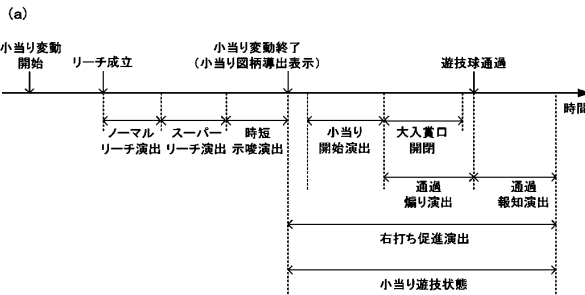 (a)
小当り変動
開始
リーチ成立
小当り変動終了
(小当り図柄導出表示)
遊技球通過
時間
ノーマル
リーチ演出
スーパー
リーチ演出
時短
示唆演出
小当り
開始演出
大入賞口
開閉
通過
煽り演出
通過
報知演出
右打ち促進演出
小当り遊技状態